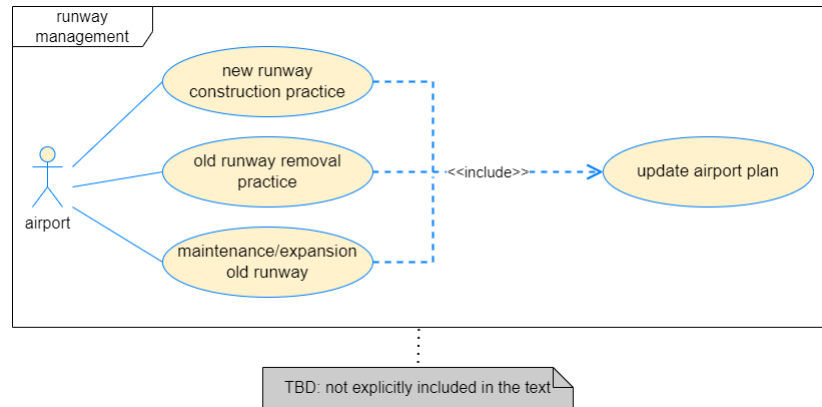 runway
management
new runway
construction practice
old runway removal
practice
<<include>>
update airport plan
airport
maintenance/expansion
old runway
TBD: not explicitly included in the text